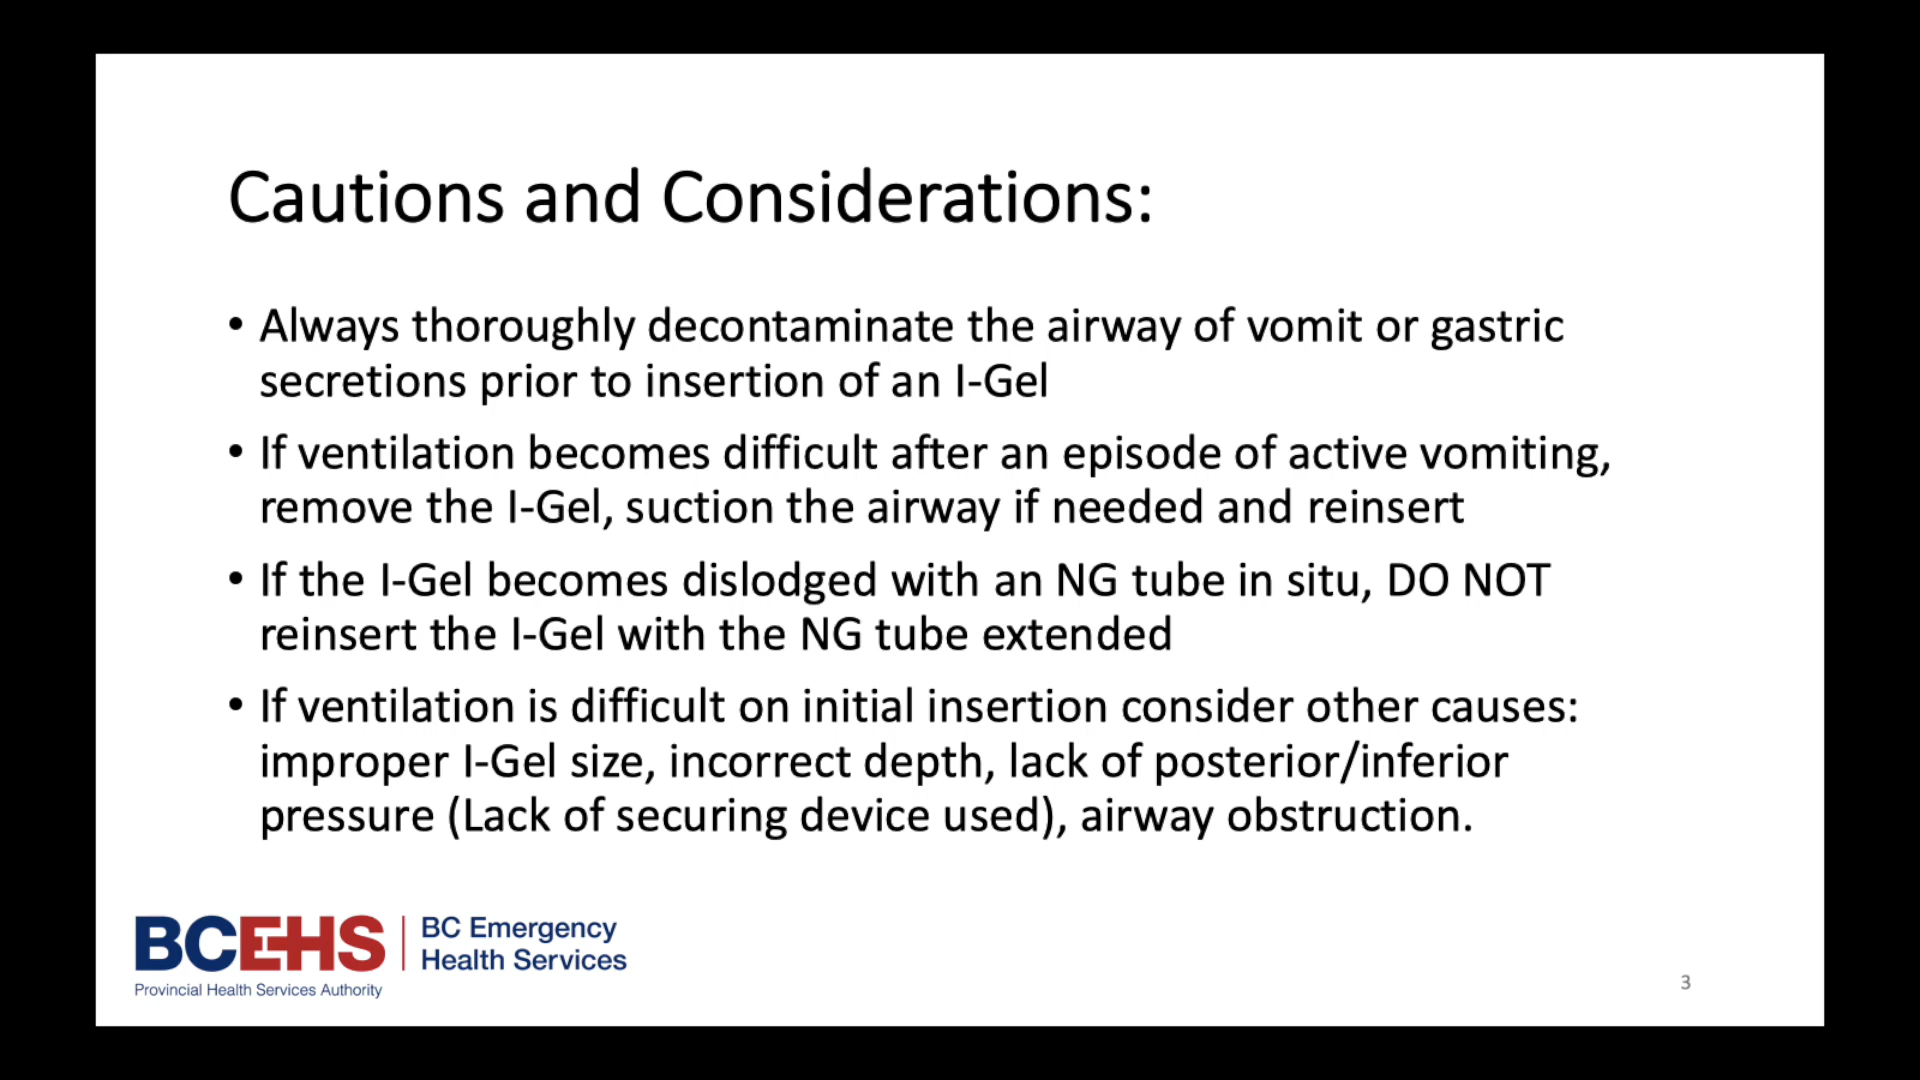 Cautions and Considerations:
• Always thoroughly decontaminate the airway of vomit or gastric
secretions prior to insertion of an I-Gel
• If ventilation becomes difficult after an episode of active vomiting,
remove the I-Gel, suction the airway if needed and reinsert
• If the I-Gel becomes dislodged with an NG tube in situ, DO NOT
reinsert the I-Gel with the NG tube extended
• If ventilation is difficult on initial insertion consider other causes:
improper I-Gel size, incorrect depth, lack of posterior/inferior
pressure (Lack of securing device used), airway obstruction.
BCEHS
BC Emergency
Health Services
Provincial Health Services Authority
3